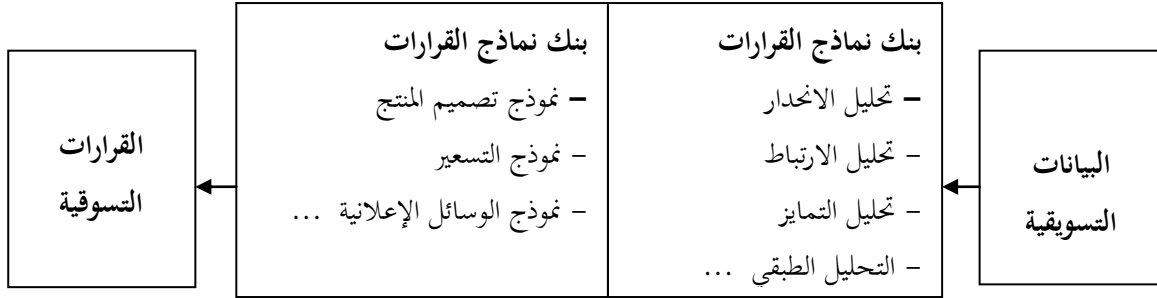 البيانات
التسويقية
بنك نماذج القرارات
– تحليل الانحدار
– تحليل الارتباط
– تحليل التمايز
– التحليل الطبقي ...
بنك نماذج القرارات
– نموذج تصميم المنتج
– نموذج التسعير
– نموذج الوسائل الإعلانية ...
القرارات
التسوقية